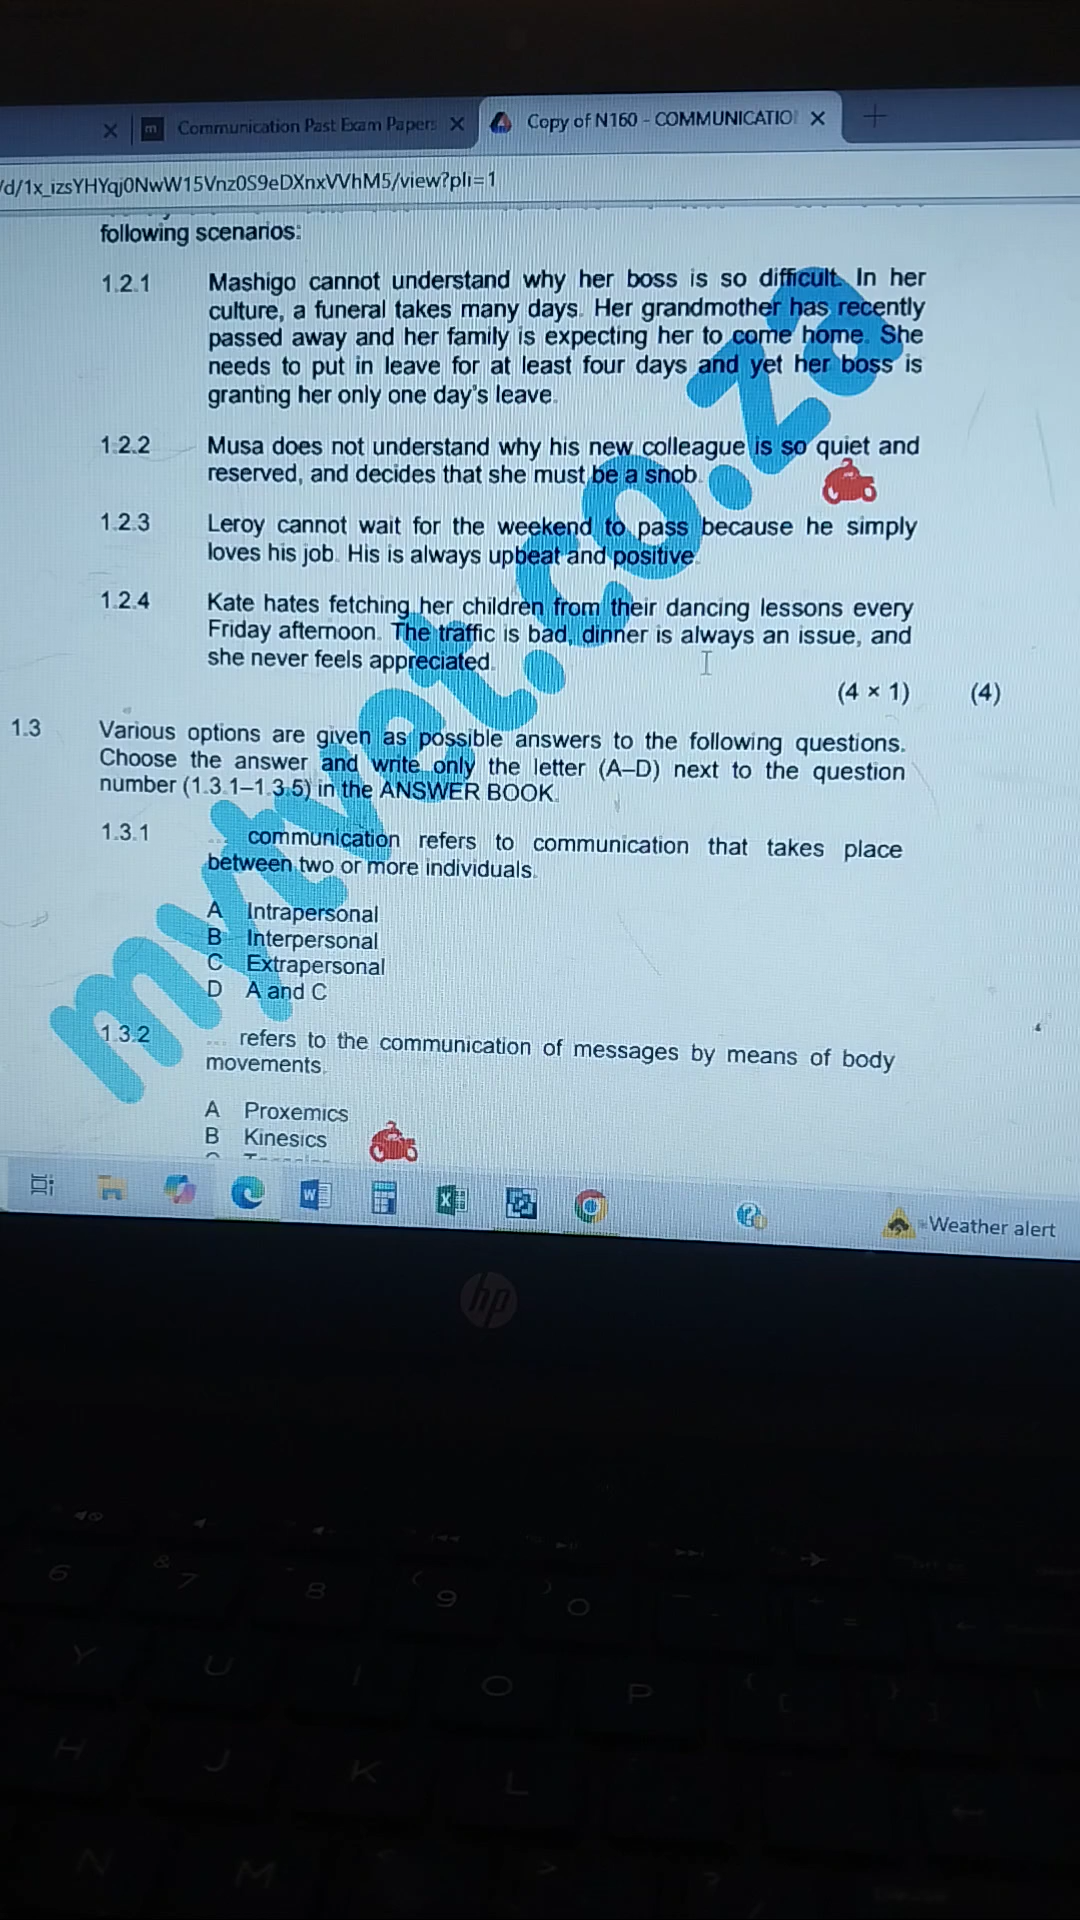 Communication Past Exam Papers
Copy of N160 - COMMUNICATIO
/d/1x_izsYHYqj0NwW15Vnz0S9eDXnxVVhM5/view?pli=1
following scenarios:
1.2.1 Mashigo cannot understand why her boss is so difficult. In her
culture, a funeral takes many days. Her grandmother has recently
passed away and her family is expecting her to come home. She
needs to put in leave for at least four days and yet her boss is
granting her only one day's leave.
1.2.2 Musa does not understand why his new colleague is so quiet and
reserved, and decides that she must be a snob.
1.2.3 Leroy cannot wait for the weekend to pass because he simply
loves his job. His is always upbeat and positive.
1.2.4 Kate hates fetching her children from their dancing lessons every
Friday afternoon. The traffic is bad, dinner is always an issue, and
she never feels appreciated.
(4 × 1) (4)
1.3 Various options are given as possible answers to the following questions.
Choose the answer and write only the letter (A–D) next to the question
number (1.3.1–1.3.5) in the ANSWER BOOK.
1.3.1 ... communication refers to communication that takes place
between two or more individuals.
A Intrapersonal
B Interpersonal
C Extrapersonal
D A and C
1.3.2 ... refers to the communication of messages by means of body
movements.
A Proxemics
B Kinesics
mytvet.co.za
Weather alert
hp
6 & 7 8 ( 9 ) 0
Y U I O P
H J K L
N M